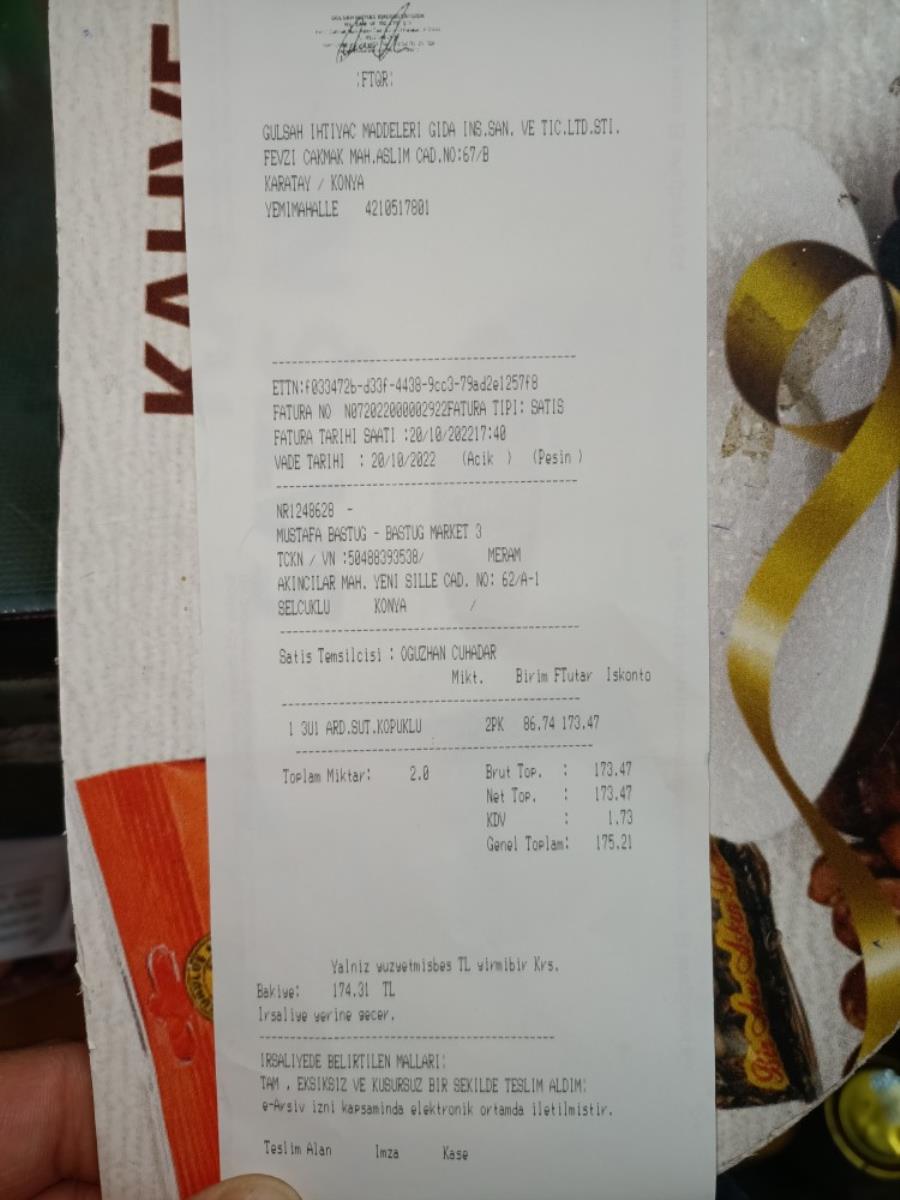 KAHVE
:FTQR:
GULSAH IHTIYAC MADDELERI GIDA INS.SAN. VE TIC.LTD.STI.
FEVZI CAKMAK MAH.ASLIM CAD.NO:67/B
KARATAY / KONYA
YEMIMAHALLE 4210517801
ETTN:f033472b-d33f-4438-9cc3-79ad2e1257f8
FATURA NO N072022000002922FATURA TIPI: SATIS
FATURA TARIHI SAATI :20/10/202217:40
VADE TARIHI : 20/10/2022 (Acik ) (Pesin )
NR1248628 -
MUSTAFA BASTUG - BASTUG MARKET 3
TCKN / VN :50488393538/ MERAM
AKINCILAR MAH. YENI SILLE CAD. NO: 62/A-1
SELCUKLU KONYA /
Satis Temsilcisi : OGUZHAN CUHADAR
Mikt. Birim FTutar Iskonto
1 3U1 ARD.SUT.KOPUKLU 2PK 86.74 173.47
Toplam Miktar: 2.0 Brut Top. : 173.47
Net Top. : 173.47
KDV : 1.73
Genel Toplam: 175.21
Yalniz yuzyetmisbes TL yirmibir Krs.
Bakiye: 174.31 TL
Irsaliye yerine gecer.
IRSALIYEDE BELIRTILEN MALLARI:
TAM , EKSIKSIZ VE KUSURSUZ BIR SEKILDE TESLIM ALDIM:
e-Arsiv izni kapsaminda elektronik ortamda iletilmistir.
Teslim Alan Imza Kase